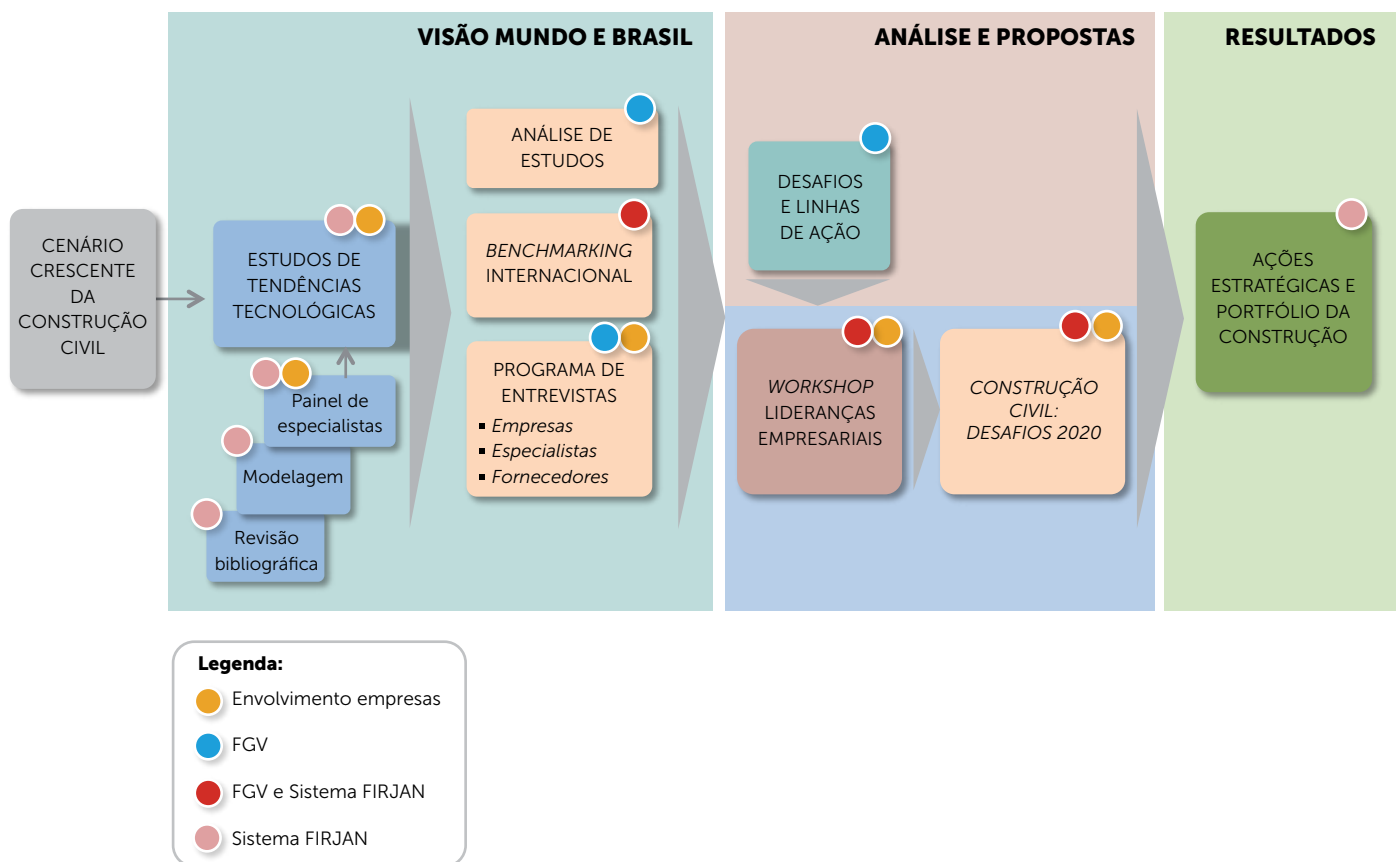 VISÃO MUNDO E BRASIL
ANÁLISE E PROPOSTAS
RESULTADOS
CENÁRIO
CRESCENTE
DA
CONSTRUÇÃO
CIVIL
ESTUDOS DE
TENDÊNCIAS
TECNOLÓGICAS
Painel de
especialistas
Modelagem
Revisão
bibliográfica
ANÁLISE DE
ESTUDOS
BENCHMARKING
INTERNACIONAL
PROGRAMA DE
ENTREVISTAS
▪ Empresas
▪ Especialistas
▪ Fornecedores
DESAFIOS
E LINHAS
DE AÇÃO
WORKSHOP
LIDERANÇAS
EMPRESARIAIS
CONSTRUÇÃO
CIVIL:
DESAFIOS 2020
AÇÕES
ESTRATÉGICAS E
PORTFÓLIO DA
CONSTRUÇÃO
Legenda:
Envolvimento empresas
FGV
FGV e Sistema FIRJAN
Sistema FIRJAN